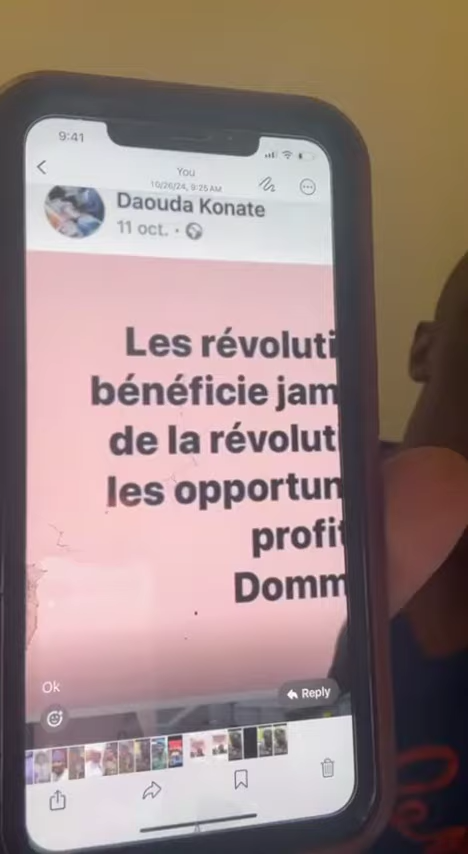 9:41
You
10/26/24, 9:25 AM
Daouda Konate
11 oct. ·
Les révoluti
bénéficie jam
de la révolut
les opportun
profit
Domm
Ok
Reply